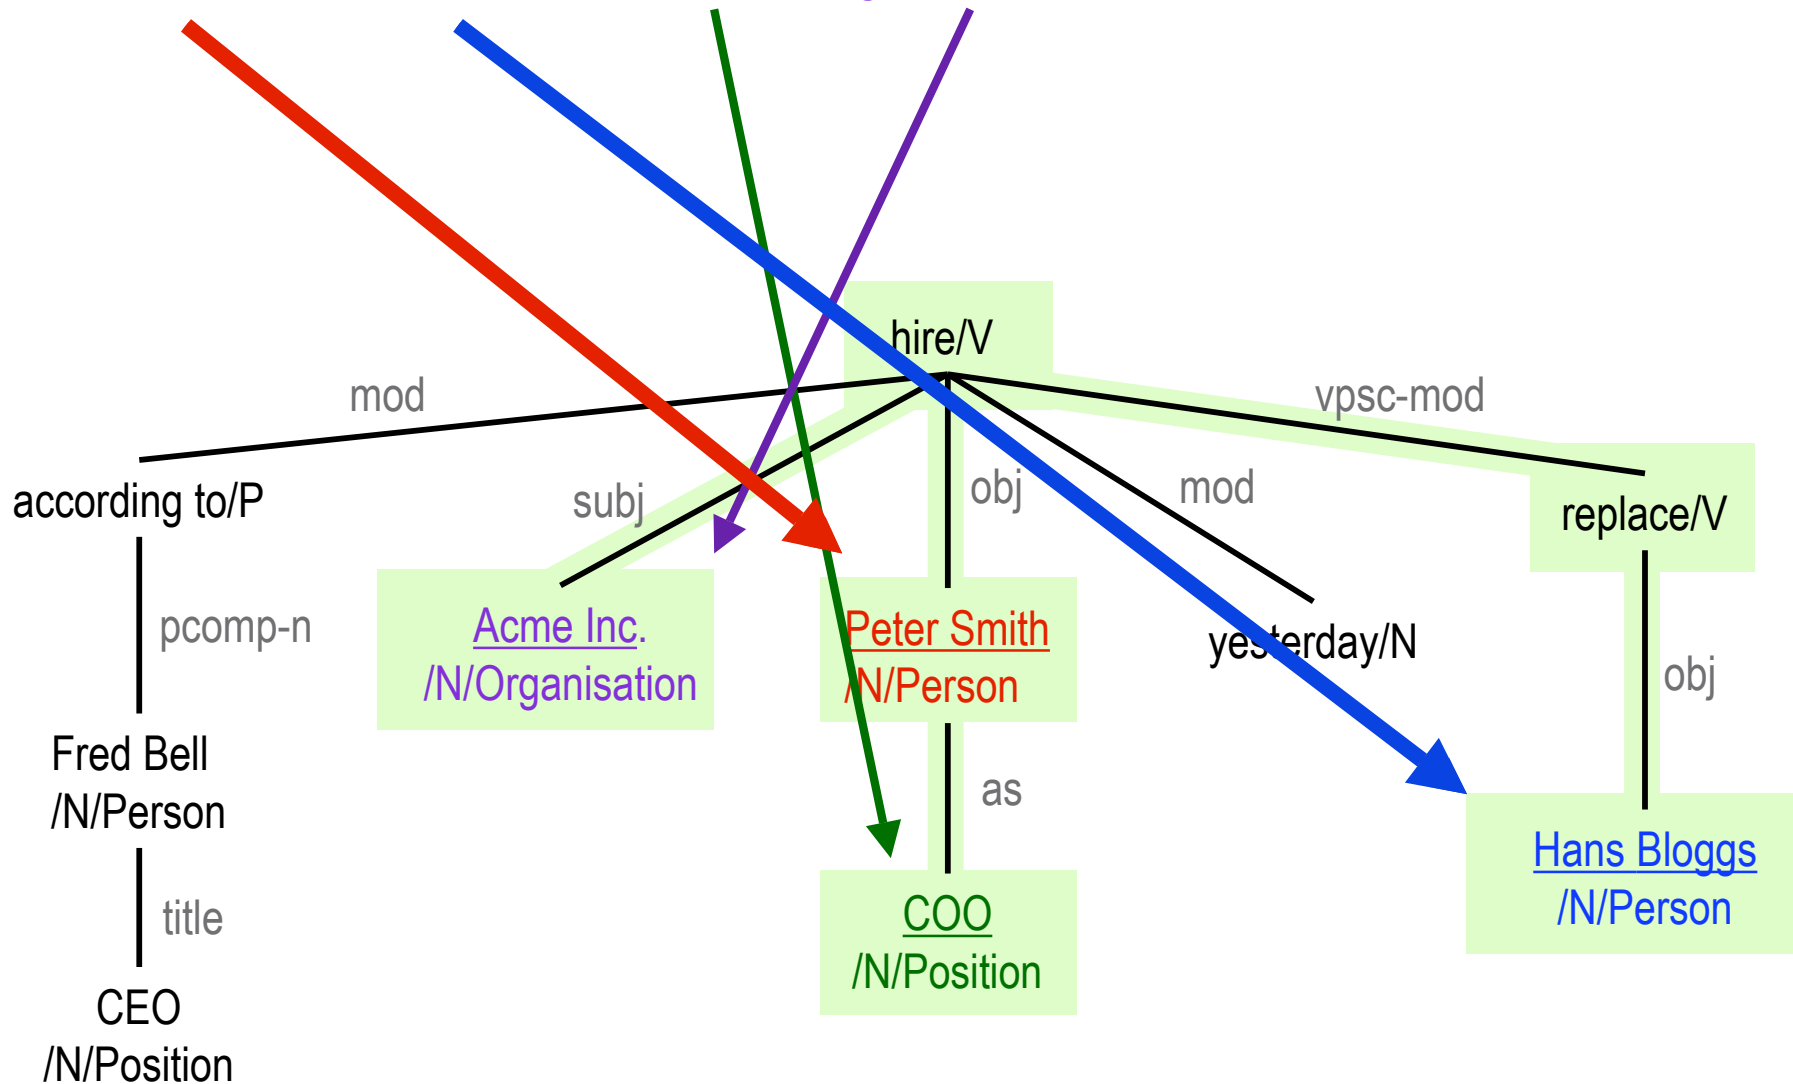 hire/V
mod
vpsc-mod
according to/P
subj
obj
mod
replace/V
pcomp-n
Acme Inc.
/N/Organisation
Peter Smith
/N/Person
yesterday/N
obj
Fred Bell
/N/Person
as
Hans Bloggs
/N/Person
title
COO
/N/Position
CEO
/N/Position